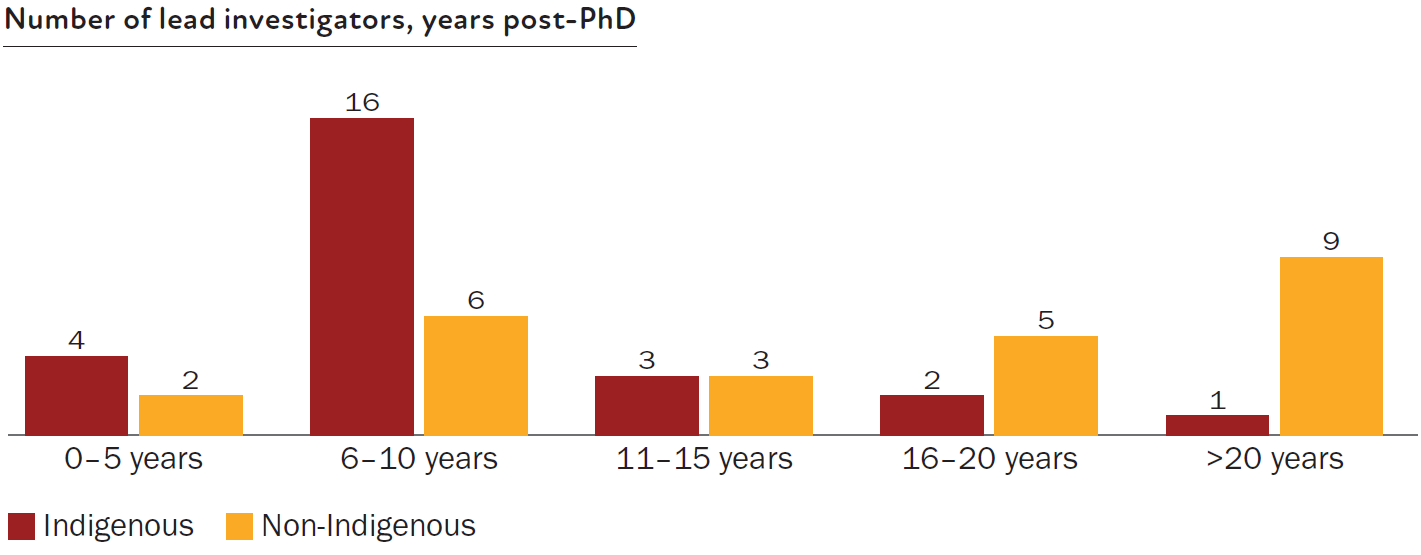 Number of lead investigators, years post-PhD
16
9
6
5
4
3 3
2 2
1
0–5 years 6–10 years 11–15 years 16–20 years >20 years
Indigenous Non-Indigenous